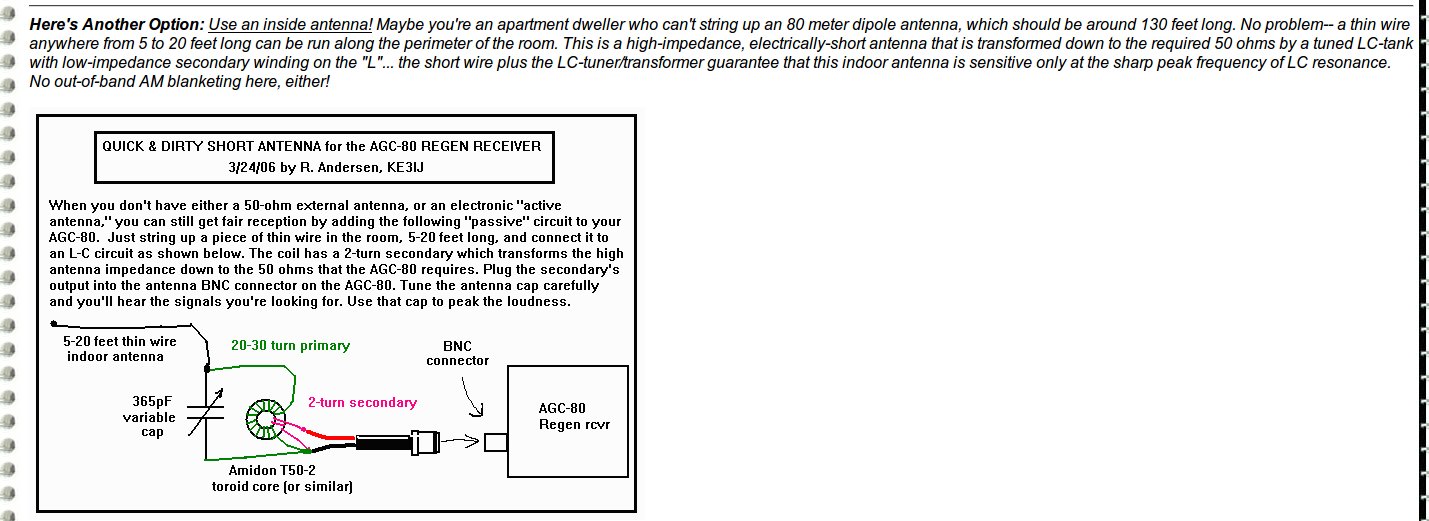 Here's Another Option: Use an inside antenna! Maybe you're an apartment dweller who can't string up an 80 meter dipole antenna, which should be around 130 feet long. No problem-- a thin wire
anywhere from 5 to 20 feet long can be run along the perimeter of the room. This is a high-impedance, electrically-short antenna that is transformed down to the required 50 ohms by a tuned LC-tank
with low-impedance secondary winding on the "L"... the short wire plus the LC-tuner/transformer guarantee that this indoor antenna is sensitive only at the sharp peak frequency of LC resonance.
No out-of-band AM blanketing here, either!
QUICK & DIRTY SHORT ANTENNA for the AGC-80 REGEN RECEIVER
3/24/06 by R. Andersen, KE3IJ
When you don't have either a 50-ohm external antenna, or an electronic "active
antenna," you can still get fair reception by adding the following "passive" circuit to your
AGC-80. Just string up a piece of thin wire in the room, 5-20 feet long, and connect it to
an L-C circuit as shown below. The coil has a 2-turn secondary which transforms the high
antenna impedance down to the 50 ohms that the AGC-80 requires. Plug the secondary's
output into the antenna BNC connector on the AGC-80. Tune the antenna cap carefully
and you'll hear the signals you're looking for. Use that cap to peak the loudness.
5-20 feet thin wire
indoor antenna
20-30 turn primary
BNC
connector
365pF
variable
cap
2-turn secondary
AGC-80
Regen rcvr
Amidon T50-2
toroid core (or similar)